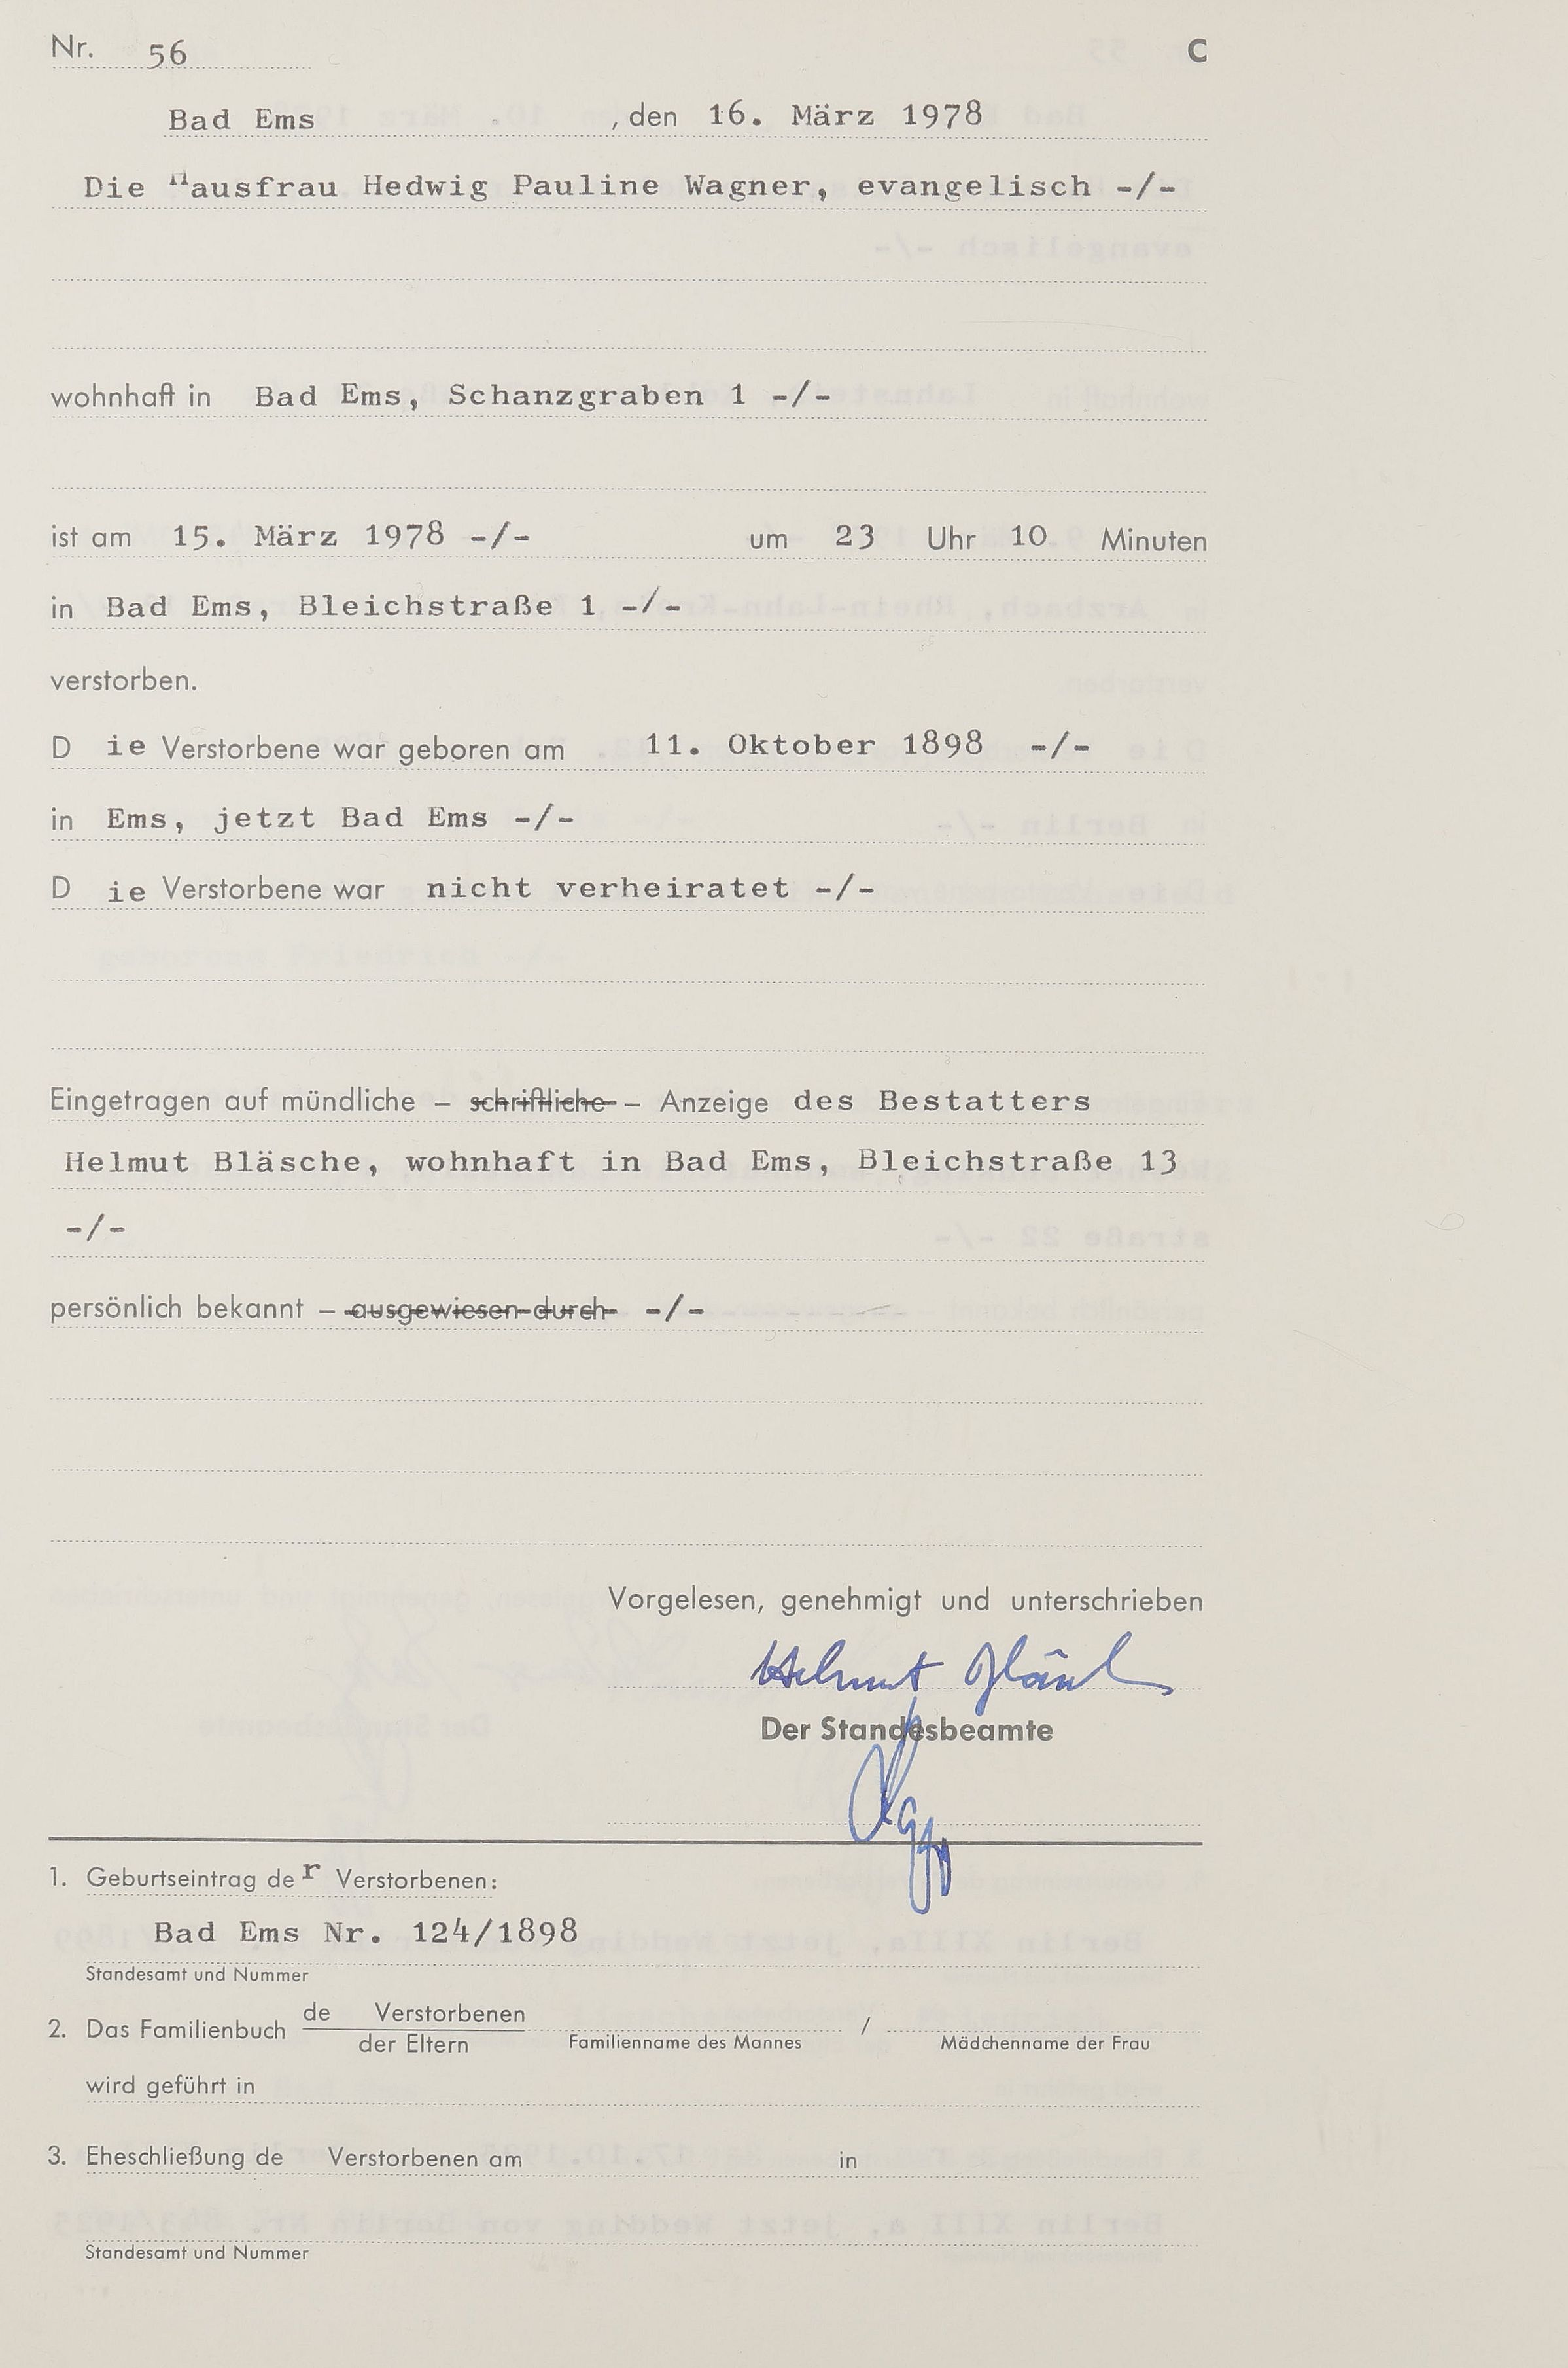 Nr. 56 C
Bad Ems , den 16. März 1978
Die Hausfrau Hedwig Pauline Wagner, evangelisch -/-
wohnhaft in Bad Ems, Schanzgraben 1 -/-
ist am 15. März 1978 -/- um 23 Uhr 10 Minuten
in Bad Ems, Bleichstraße 1 -/-
verstorben.
D ie Verstorbene war geboren am 11. Oktober 1898 -/-
in Ems, jetzt Bad Ems -/-
D ie Verstorbene war nicht verheiratet -/-
Eingetragen auf mündliche – schriftliche – Anzeige des Bestatters
Helmut Bläsche, wohnhaft in Bad Ems, Bleichstraße 13
-/-
persönlich bekannt – ausgewiesen durch -/-
Vorgelesen, genehmigt und unterschrieben
Helmut
Der Standesbeamte
1. Geburtseintrag de r Verstorbenen:
Bad Ems Nr. 124/1898
Standesamt und Nummer
de Verstorbenen
2. Das Familienbuch /
der Eltern Familienname des Mannes Mädchenname der Frau
wird geführt in
3. Eheschließung de Verstorbenen am in
Standesamt und Nummer